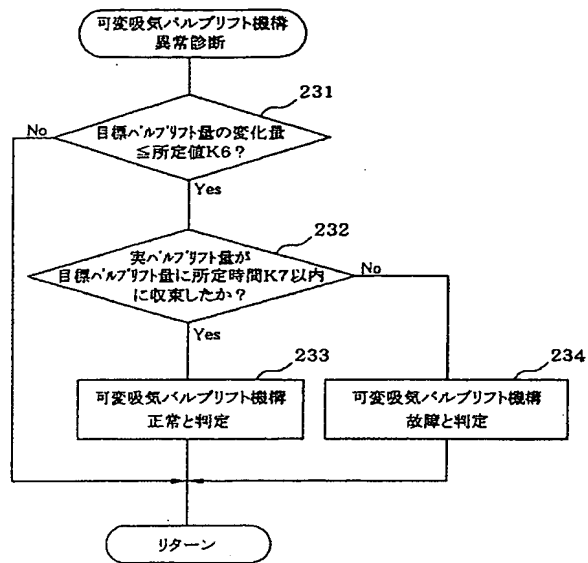 可変吸気バルブリフト機構
異常診断
231
目標バルブリフト量の変化量
≦所定値K6?
No
Yes
232
実バルブリフト量が
目標バルブリフト量に所定時間K7以内
に収束したか?
No
Yes
233
可変吸気バルブリフト機構
正常と判定
234
可変吸気バルブリフト機構
故障と判定
リターン